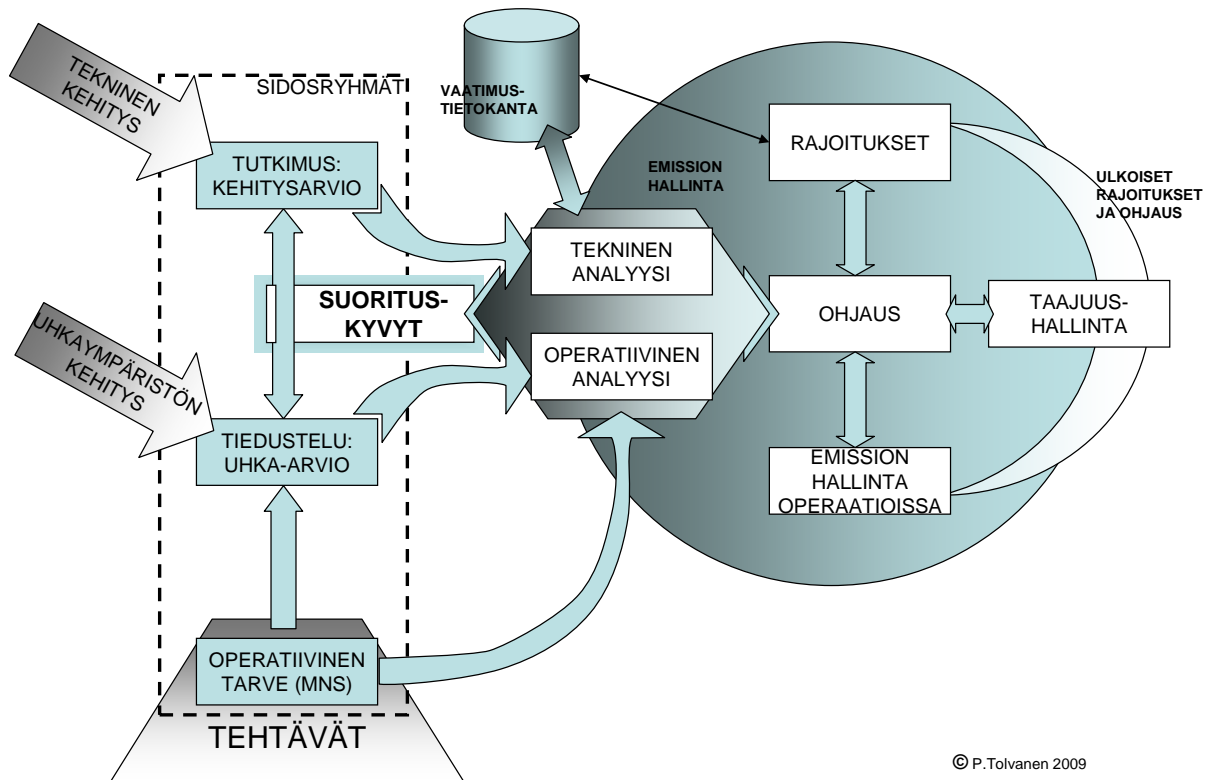 TEKNINEN
KEHITYS
SIDOSRYHMÄT
TUTKIMUS:
KEHITYSARVIO
UHKAYMPÄRISTÖN
KEHITYS
SUORITUS-
KYVYT
TIEDUSTELU:
UHKA-ARVIO
OPERATIIVINEN
TARVE (MNS)
TEHTÄVÄT
VAATIMUS-
TIETOKANTA
EMISSION
HALLINTA
TEKNINEN
ANALYYSI
OPERATIIVINEN
ANALYYSI
RAJOITUKSET
OHJAUS
EMISSION
HALLINTA
OPERAATIOISSA
ULKOISET
RAJOITUKSET
JA OHJAUS
TAAJUUS-
HALLINTA
© P.Tolvanen 2009